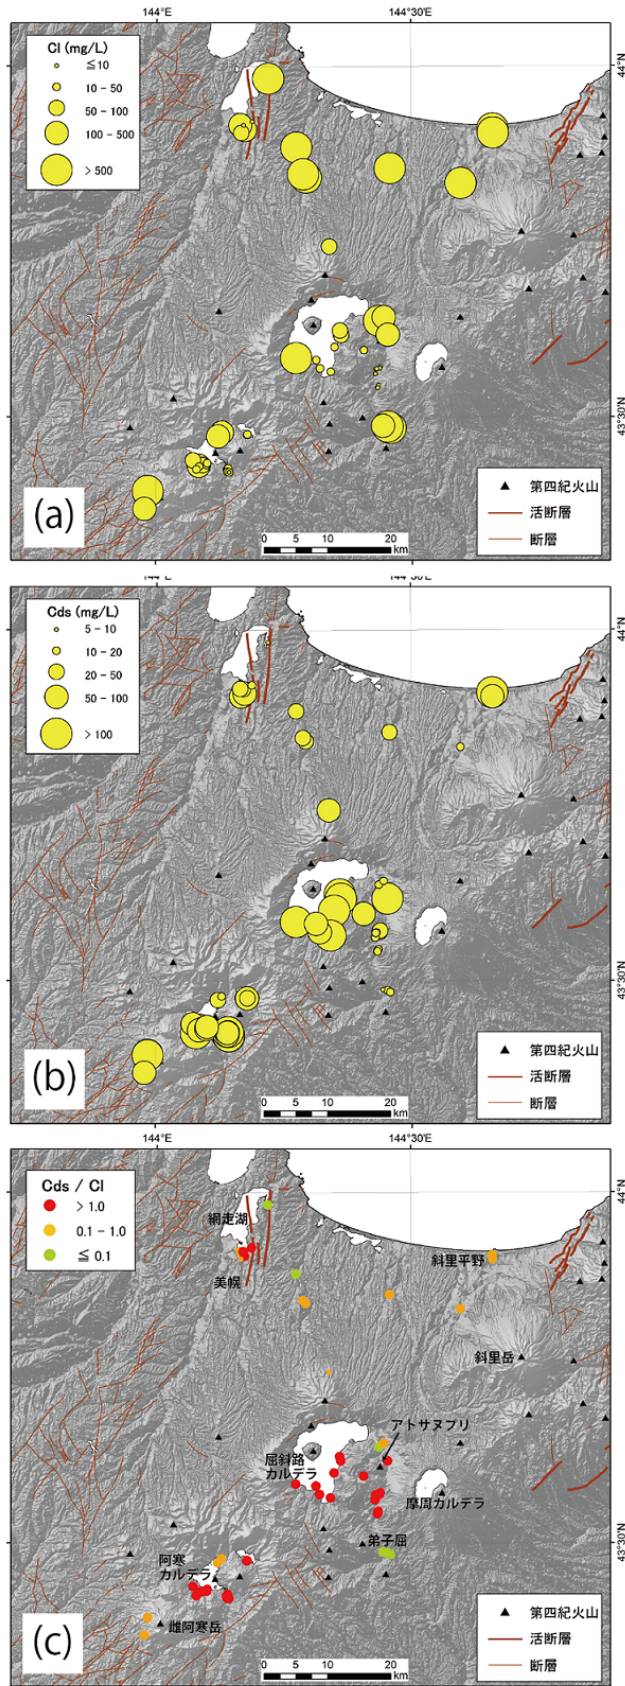 144°E
144°30'E
Cl (mg/L)
≦10
10 – 50
50 – 100
100 – 500
> 500
44°N
43°30'N
(a)
▲ 第四紀火山
活断層
断層
0 5 10 20
km
144°E
144°30'E
Cds (mg/L)
5 – 10
10 – 20
20 – 50
50 – 100
> 100
44°N
43°30'N
(b)
▲ 第四紀火山
活断層
断層
0 5 10 20
km
144°E
144°30'E
Cds / Cl
> 1.0
0.1 – 1.0
≦ 0.1
44°N
網走湖
美幌
斜里平野
斜里岳
アトサヌプリ
屈斜路
カルデラ
摩周カルデラ
弟子屈
43°30'N
阿寒
カルデラ
雌阿寒岳
(c)
▲ 第四紀火山
活断層
断層
0 5 10 20
km